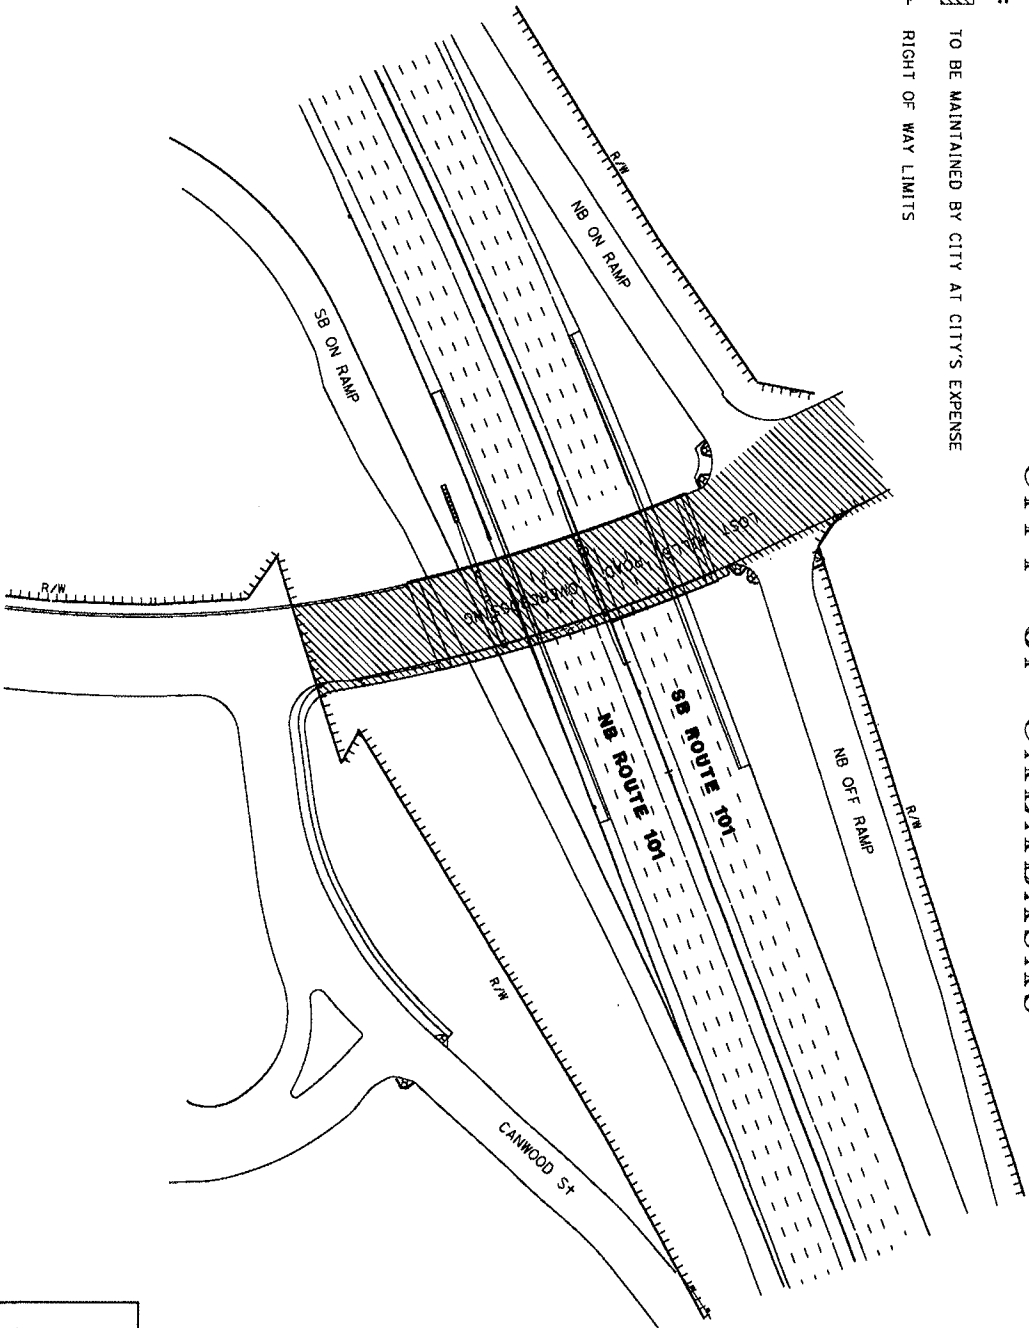 TO BE MAINTAINED BY CITY AT CITY'S EXPENSE
RIGHT OF WAY LIMITS
R/W
NB ON RAMP
SB ON RAMP
LOST HILLS ROAD OVERCROSSING
R/W
SB ROUTE 101
NB ROUTE 101
NB OFF RAMP
R/W
R/W
CANWOOD St